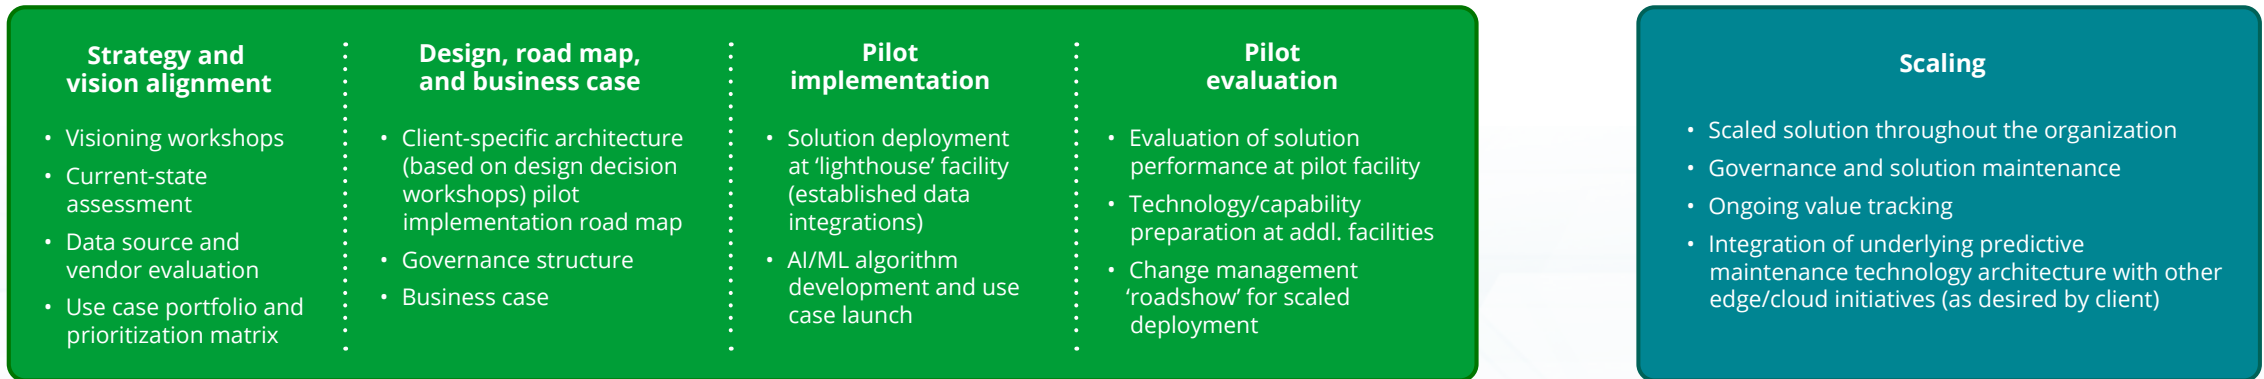 Strategy and
vision alignment
• Visioning workshops
• Current-state
assessment
• Data source and
vendor evaluation
• Use case portfolio and
prioritization matrix
Design, road map,
and business case
• Client-specific architecture
(based on design decision
workshops) pilot
implementation road map
• Governance structure
• Business case
Pilot
implementation
• Solution deployment
at ‘lighthouse’ facility
(established data
integrations)
• AI/ML algorithm
development and use
case launch
Pilot
evaluation
• Evaluation of solution
performance at pilot facility
• Technology/capability
preparation at addl. facilities
• Change management
‘roadshow’ for scaled
deployment
Scaling
• Scaled solution throughout the organization
• Governance and solution maintenance
• Ongoing value tracking
• Integration of underlying predictive
maintenance technology architecture with other
edge/cloud initiatives (as desired by client)